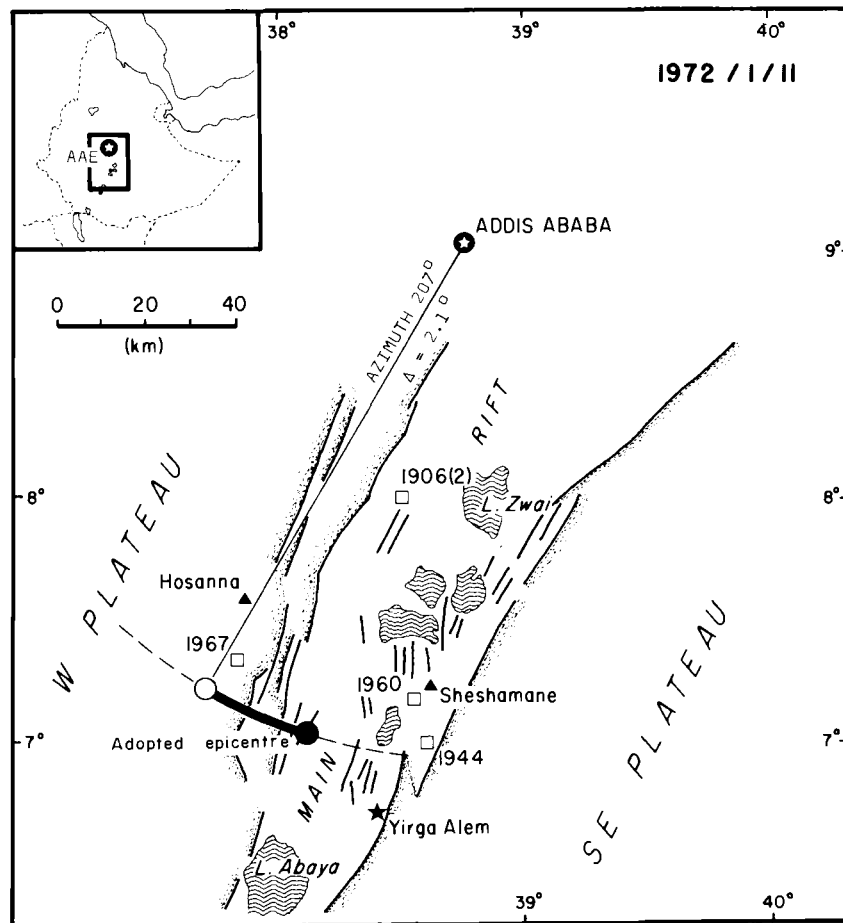 38° 39° 40°
1972 / 1 / 11
AAE
ADDIS ABABA
9°
0 20 40
(km)
AZIMUTH 207°
Δ = 2.1°
RIFT
W PLATEAU
8° 1906(2) L. Zwai 8°
Hosanna
1967
1960
Sheshamane
7° Adopted epicentre 1944 7°
MAIN
SE PLATEAU
Yirga Alem
L. Abaya
39° 40°